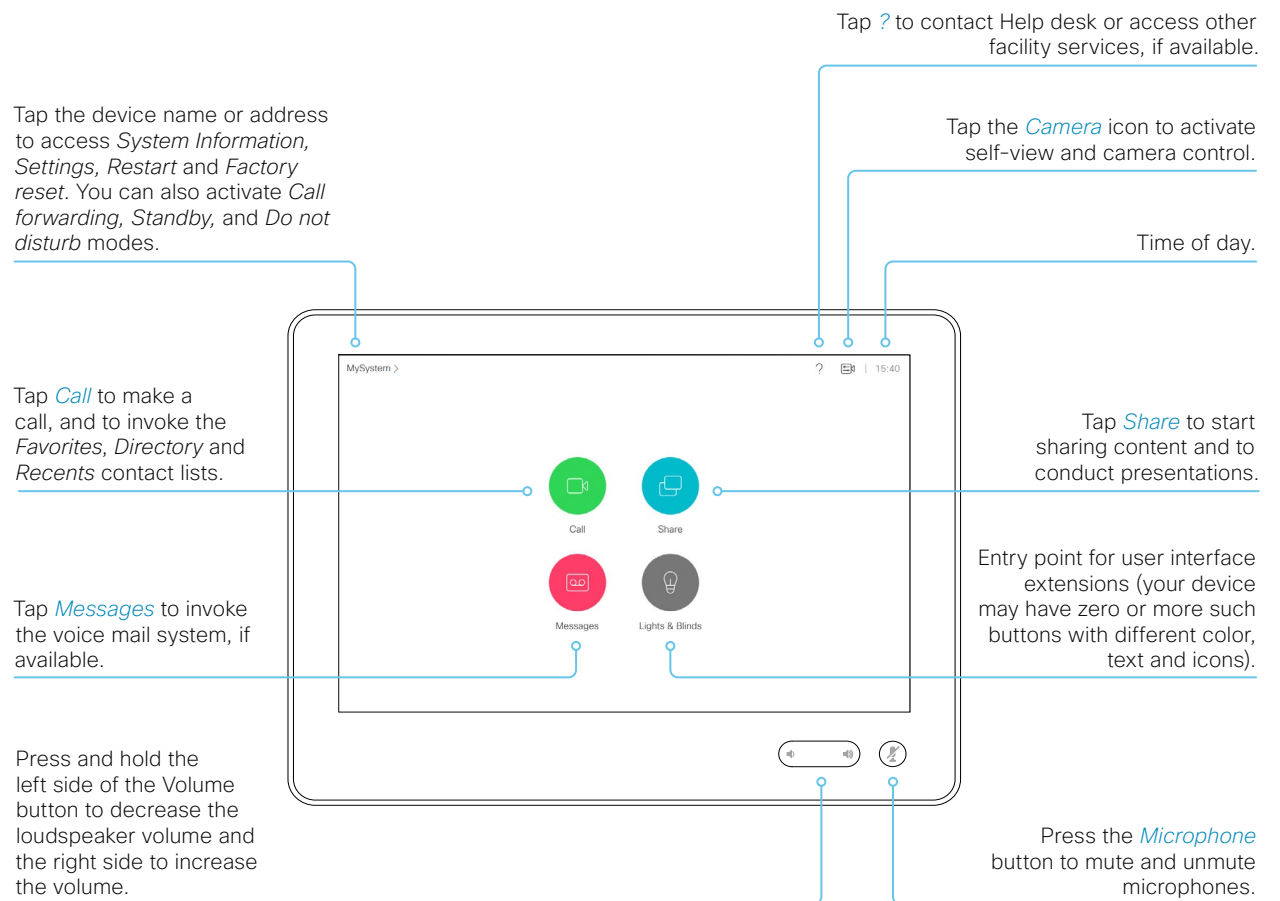 Tap ? to contact Help desk or access other
facility services, if available.
Tap the device name or address
to access System Information,
Settings, Restart and Factory
reset. You can also activate Call
forwarding, Standby, and Do not
disturb modes.
Tap the Camera icon to activate
self-view and camera control.
Time of day.
MySystem >
? | 15:40
Tap Call to make a
call, and to invoke the
Favorites, Directory and
Recents contact lists.
Tap Share to start
sharing content and to
conduct presentations.
Call
Share
Tap Messages to invoke
the voice mail system, if
available.
Messages
Lights & Blinds
Entry point for user interface
extensions (your device
may have zero or more such
buttons with different color,
text and icons).
Press and hold the
left side of the Volume
button to decrease the
loudspeaker volume and
the right side to increase
the volume.
Press the Microphone
button to mute and unmute
microphones.